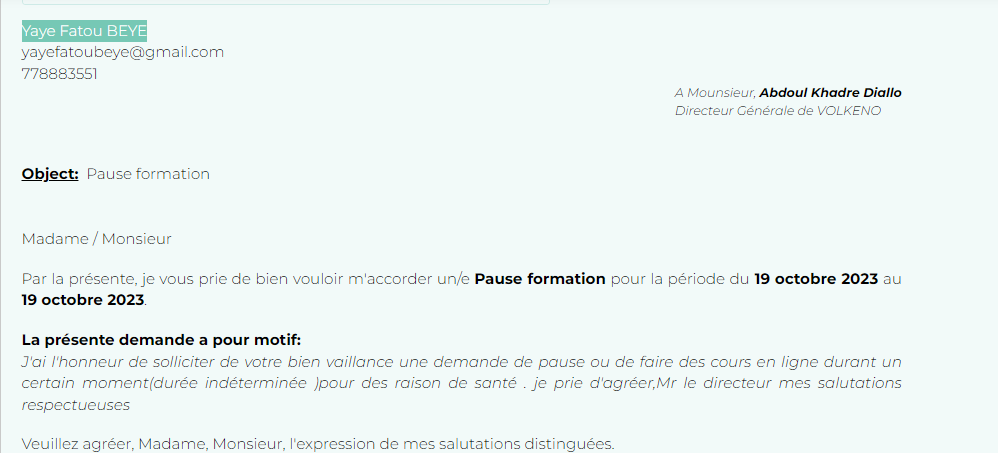 Yaye Fatou BEYE
yayefatoubeye@gmail.com
778883551
A Mounsieur, Abdoul Khadre Diallo
Directeur Générale de VOLKENO
Object: Pause formation
Madame / Monsieur
Par la présente, je vous prie de bien vouloir m'accorder un/e Pause formation pour la période du 19 octobre 2023 au
19 octobre 2023.
La présente demande a pour motif:
J'ai l'honneur de solliciter de votre bien vaillance une demande de pause ou de faire des cours en ligne durant un
certain moment(durée indéterminée )pour des raison de santé . je prie d'agréer,Mr le directeur mes salutations
respectueuses
Veuillez agréer, Madame, Monsieur, l'expression de mes salutations distinguées.